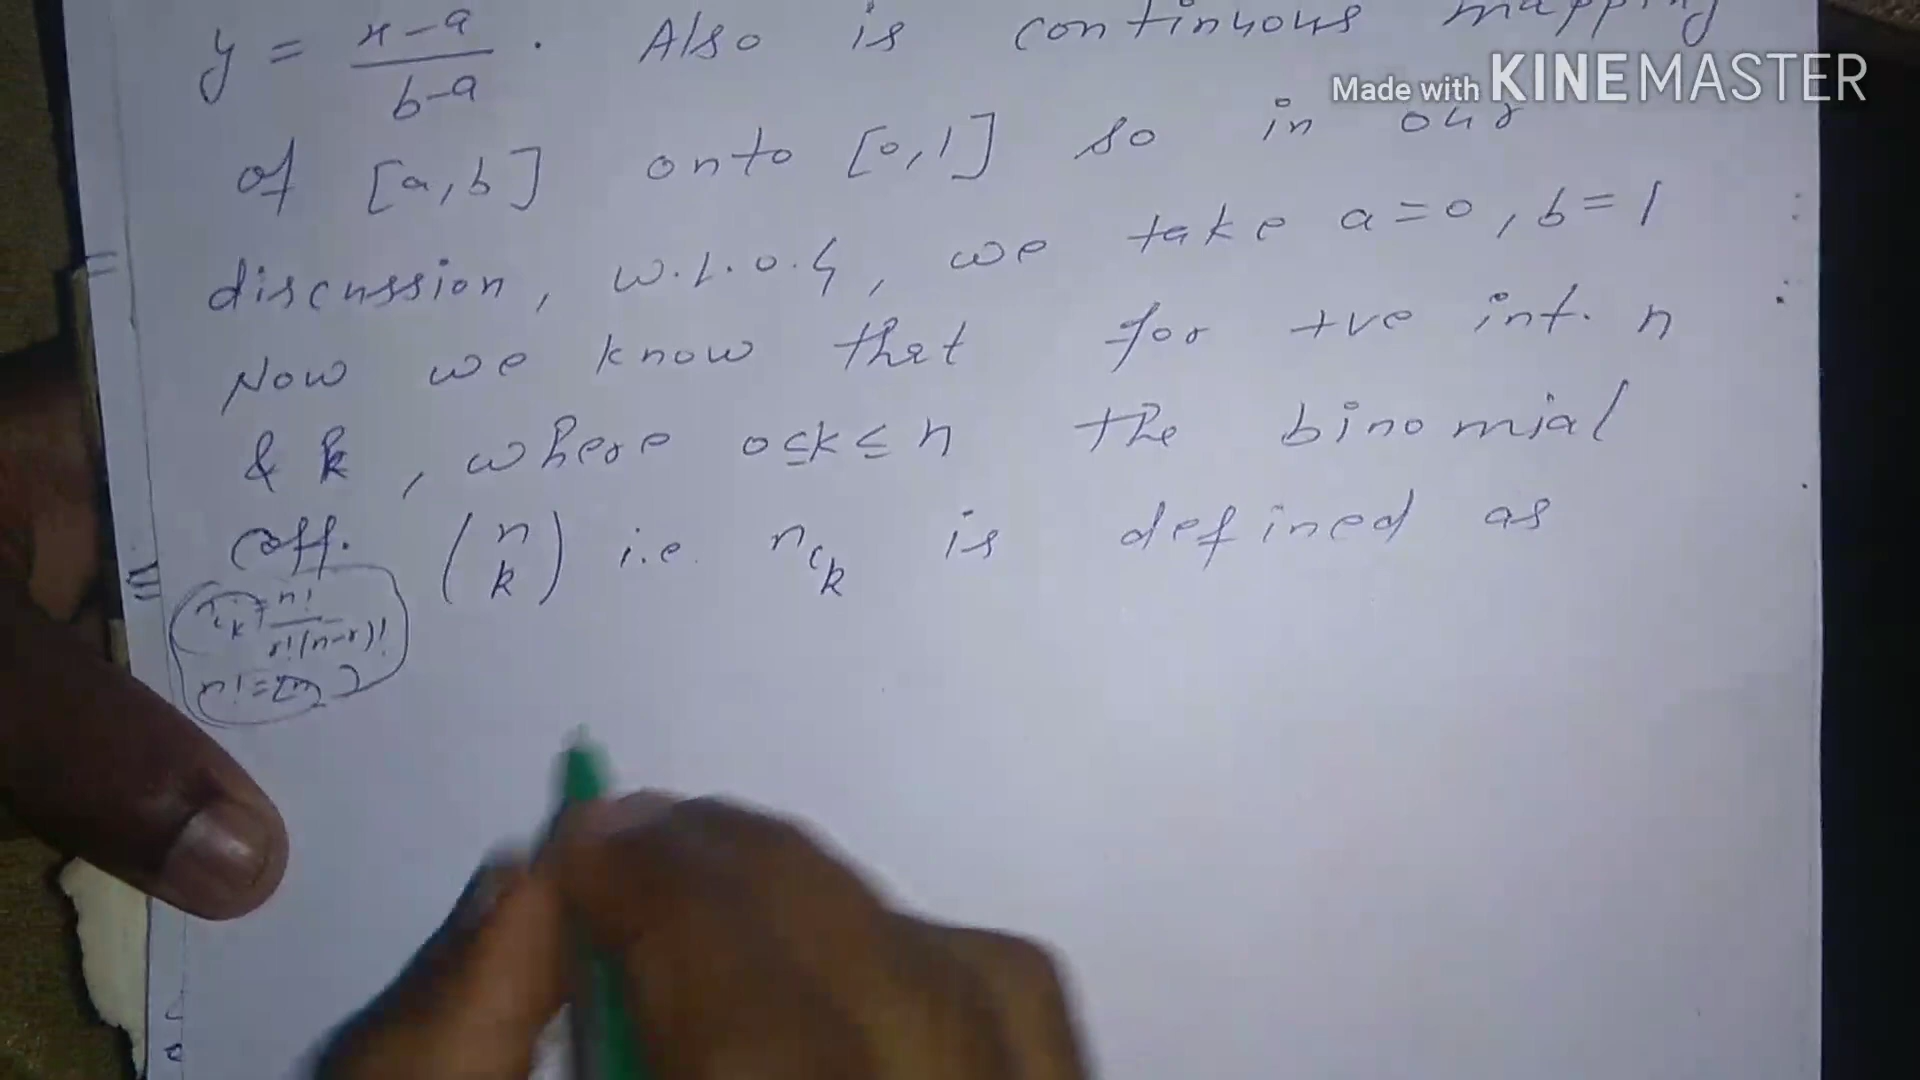 y = x-a / b-a . Also is continuous mapping
Made with KINEMASTER
of [a,b] onto [0,1] so in our
discussion, w.l.o.g, we take a=0, b=1
Now we know that for +ve int. n
& k, where 0≤k≤n the binomial
coff. (n k) i.e. nck is defined as
nck = n! / r!(n-r)!
n! =